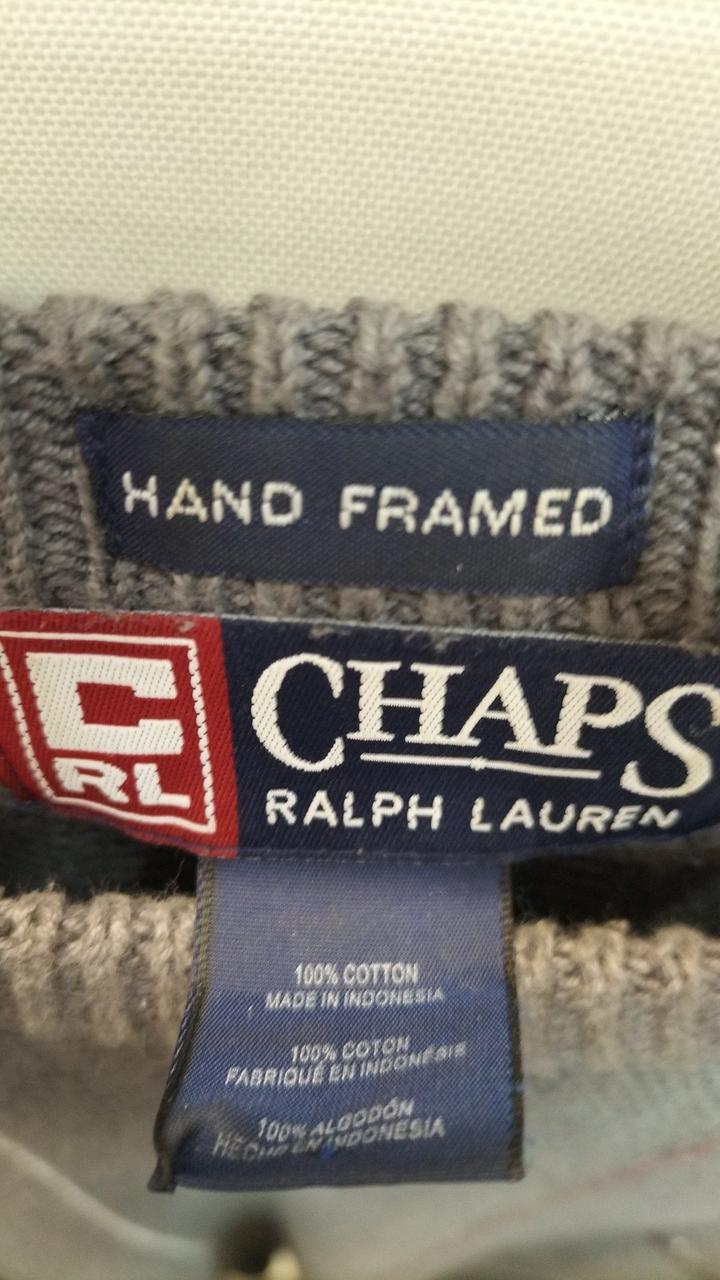 HAND FRAMED
C
RL
CHAPS
RALPH LAUREN
100% COTTON
MADE IN INDONESIA
100% COTON
FABRIQUÉ EN INDONÉSIE
100% ALGODÓN
HECHO EN INDONESIA